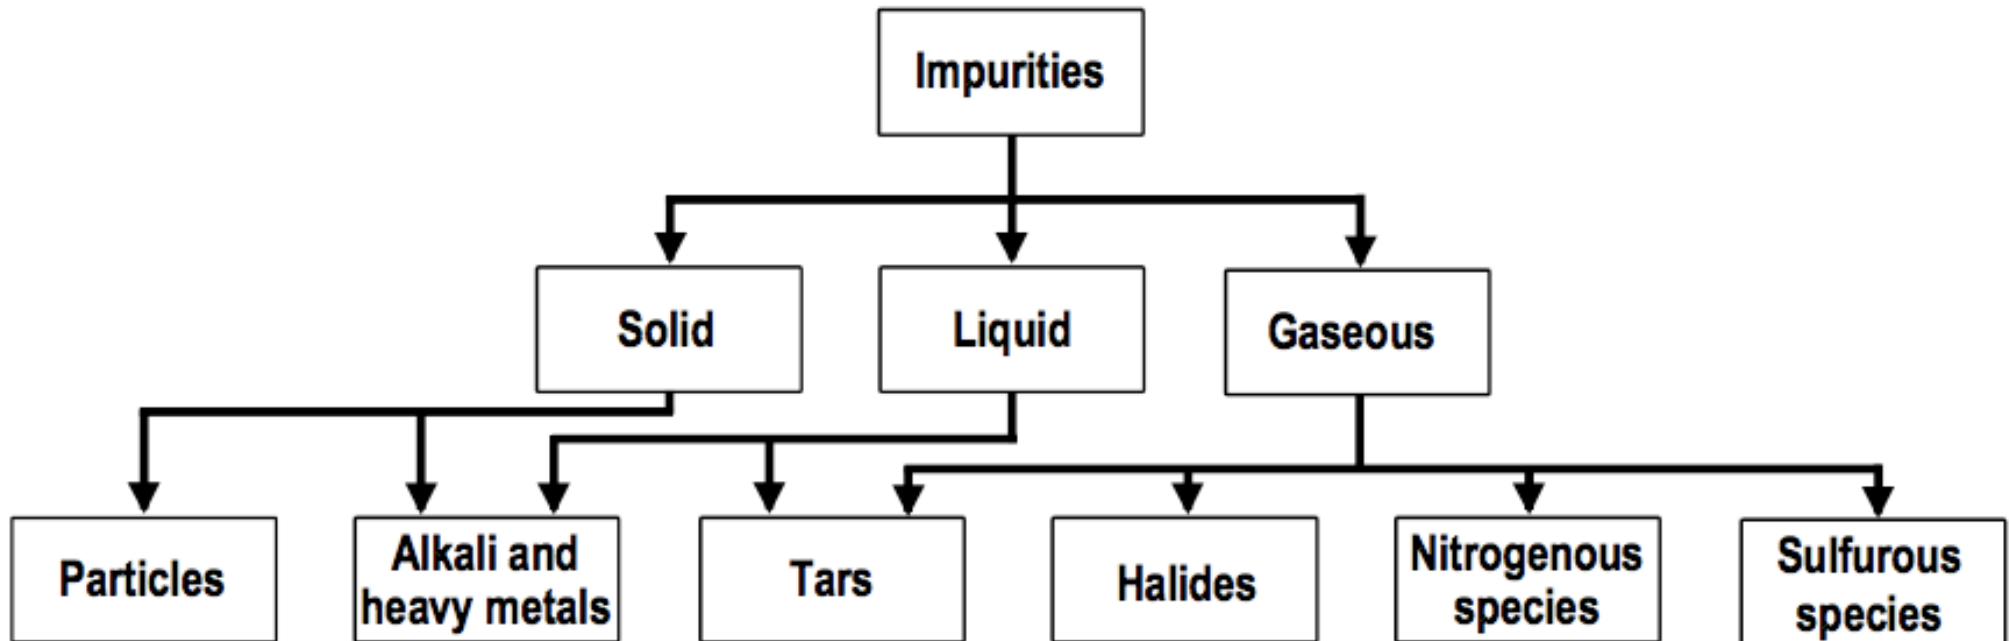 Impurities
Solid
Liquid
Gaseous
Particles
Alkali and
heavy metals
Tars
Halides
Nitrogenous
species
Sulfurous
species